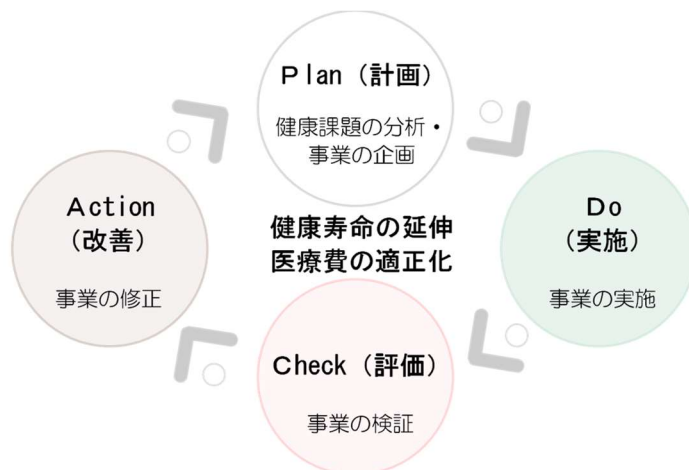 Plan（計画）
健康課題の分析・
事業の企画
Action
（改善）
事業の修正
健康寿命の延伸
医療費の適正化
Do
（実施）
事業の実施
Check（評価）
事業の検証